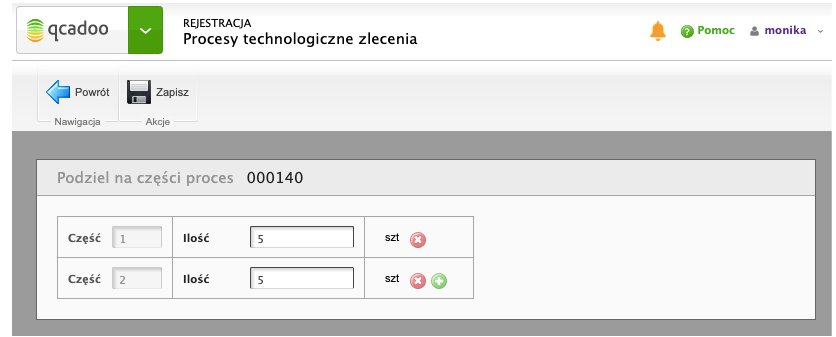 qcadoo
REJESTRACJA
Procesy technologiczne zlecenia
Pomoc
monika
Powrót
Zapisz
Nawigacja
Akcje
Podziel na części proces 000140
Część 1 Ilość 5 szt
Część 2 Ilość 5 szt